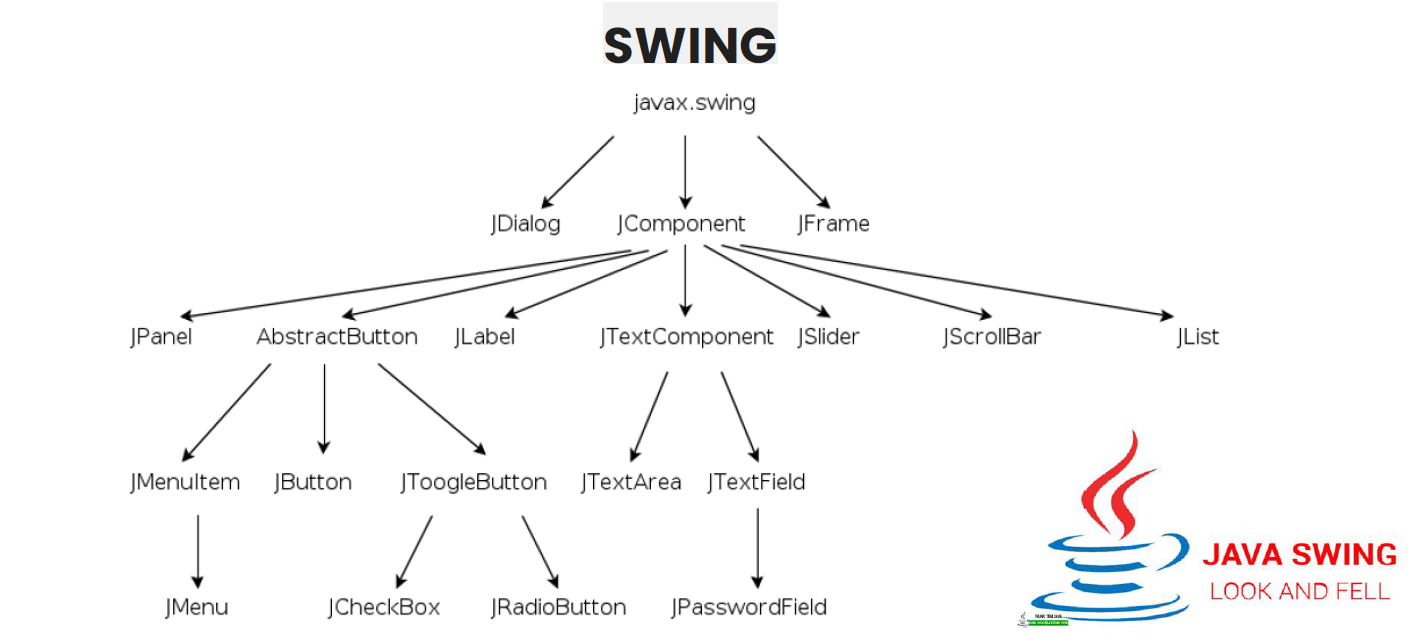 SWING
javax.swing
JDialog JComponent JFrame
JPanel AbstractButton JLabel JTextComponent JSlider JScrollBar JList
JMenuItem JButton JToogleButton JTextArea JTextField
JMenu JCheckBox JRadioButton JPasswordField
JAVA SWING
LOOK AND FELL